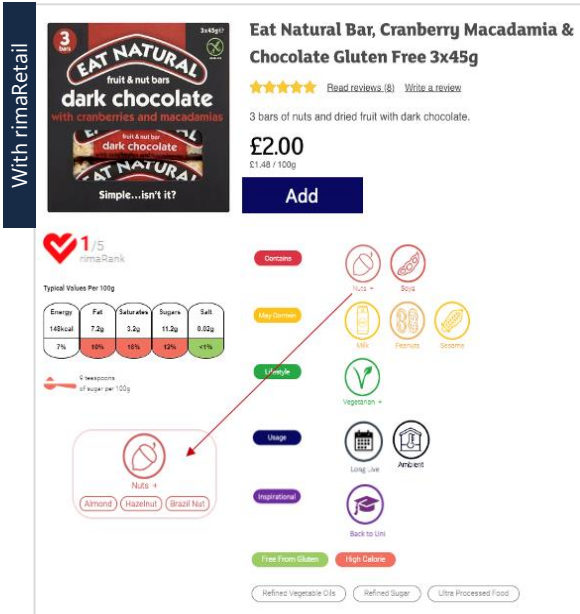 With rimaRetail
3 bars
3x45g℮
EAT NATURAL
fruit & nut bars
dark chocolate
with cranberries and macadamias
fruit & nut bar
dark chocolate
EAT NATURAL
Simple...isn't it?
Eat Natural Bar, Cranberry Macadamia &
Chocolate Gluten Free 3x45g
Read reviews (8) Write a review
3 bars of nuts and dried fruit with dark chocolate.
£2.00
£1.48 / 100g
Add
1/5
rimaRank
Typical Values Per 100g
Energy Fat Saturates Sugars Salt
148kcal 7.2g 3.2g 11.2g 0.02g
7% 10% 16% 12% <1%
9 teaspoons
of sugar per 100g
Nuts +
Almond Hazelnut Brazil Nut
Contains
Nuts + Soya
May Contain
Milk Peanuts Sesame
Lifestyle
Vegetarian +
Usage
Long Live Ambient
Inspirational
Back to Uni
Free From Gluten High Calorie
Refined Vegetable Oils Refined Sugar Ultra Processed Food